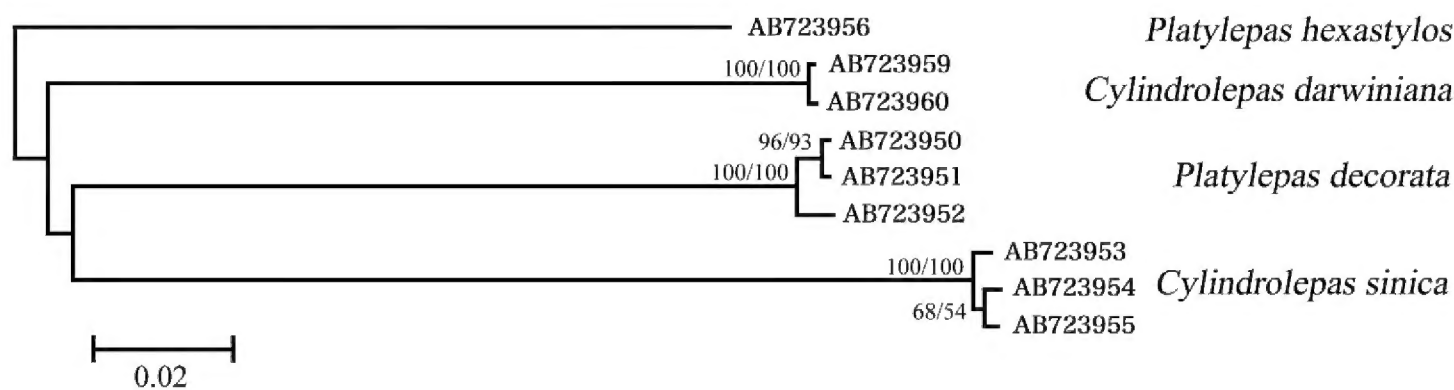 AB723956 Platylepas hexastylos
100/100 AB723959
AB723960 Cylindrolepas darwiniana
96/93 AB723950
100/100 AB723951 Platylepas decorata
AB723952
AB723953
100/100 AB723954 Cylindrolepas sinica
68/54 AB723955
0.02